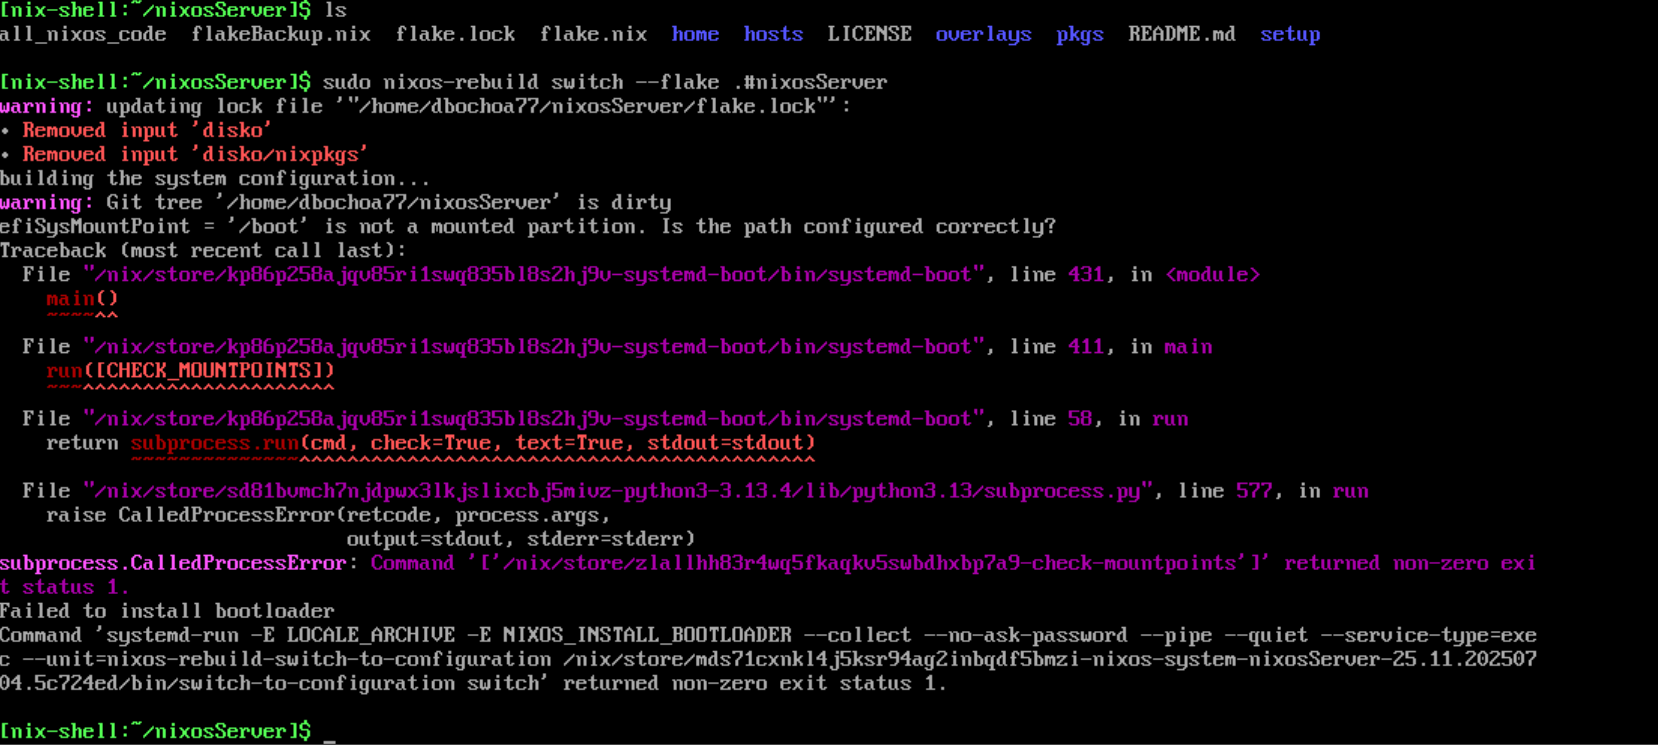 [nix-shell:~/nixosServer]$ ls
all_nixos_code  flakeBackup.nix  flake.lock  flake.nix  home  hosts  LICENSE  overlays  pkgs  README.md  setup
[nix-shell:~/nixosServer]$ sudo nixos-rebuild switch --flake .#nixosServer
warning: updating lock file '"/home/dbochoa77/nixosServer/flake.lock"':
• Removed input 'disko'
• Removed input 'disko/nixpkgs'
building the system configuration...
warning: Git tree '/home/dbochoa77/nixosServer' is dirty
efiSysMountPoint = '/boot' is not a mounted partition. Is the path configured correctly?
Traceback (most recent call last):
  File "/nix/store/kp86p258ajqv85ri1swq835bl8s2hj9v-systemd-boot/bin/systemd-boot", line 431, in <module>
    main()
    ~~~~^^
  File "/nix/store/kp86p258ajqv85ri1swq835bl8s2hj9v-systemd-boot/bin/systemd-boot", line 411, in main
    run([CHECK_MOUNTPOINTS])
    ~~~^^^^^^^^^^^^^^^^^^^^^
  File "/nix/store/kp86p258ajqv85ri1swq835bl8s2hj9v-systemd-boot/bin/systemd-boot", line 58, in run
    return subprocess.run(cmd, check=True, text=True, stdout=stdout)
           ~~~~~~~~~~~~~~^^^^^^^^^^^^^^^^^^^^^^^^^^^^^^^^^^^^^^^^^^^
  File "/nix/store/sd81bvmch7njdpwx3lkjslixcbj5mivz-python3-3.13.4/lib/python3.13/subprocess.py", line 577, in run
    raise CalledProcessError(retcode, process.args,
                             output=stdout, stderr=stderr)
subprocess.CalledProcessError: Command '['/nix/store/zlallhh83r4wq5fkaqkv5swbdhxbp7a9-check-mountpoints']' returned non-zero exi
t status 1.
Failed to install bootloader
Command 'systemd-run -E LOCALE_ARCHIVE -E NIXOS_INSTALL_BOOTLOADER --collect --no-ask-password --pipe --quiet --service-type=exe
c --unit=nixos-rebuild-switch-to-configuration /nix/store/mds71cxnkl4j5ksr94ag2inbqdf5bmzi-nixos-system-nixosServer-25.11.202507
04.5c724ed/bin/switch-to-configuration switch' returned non-zero exit status 1.
[nix-shell:~/nixosServer]$ _